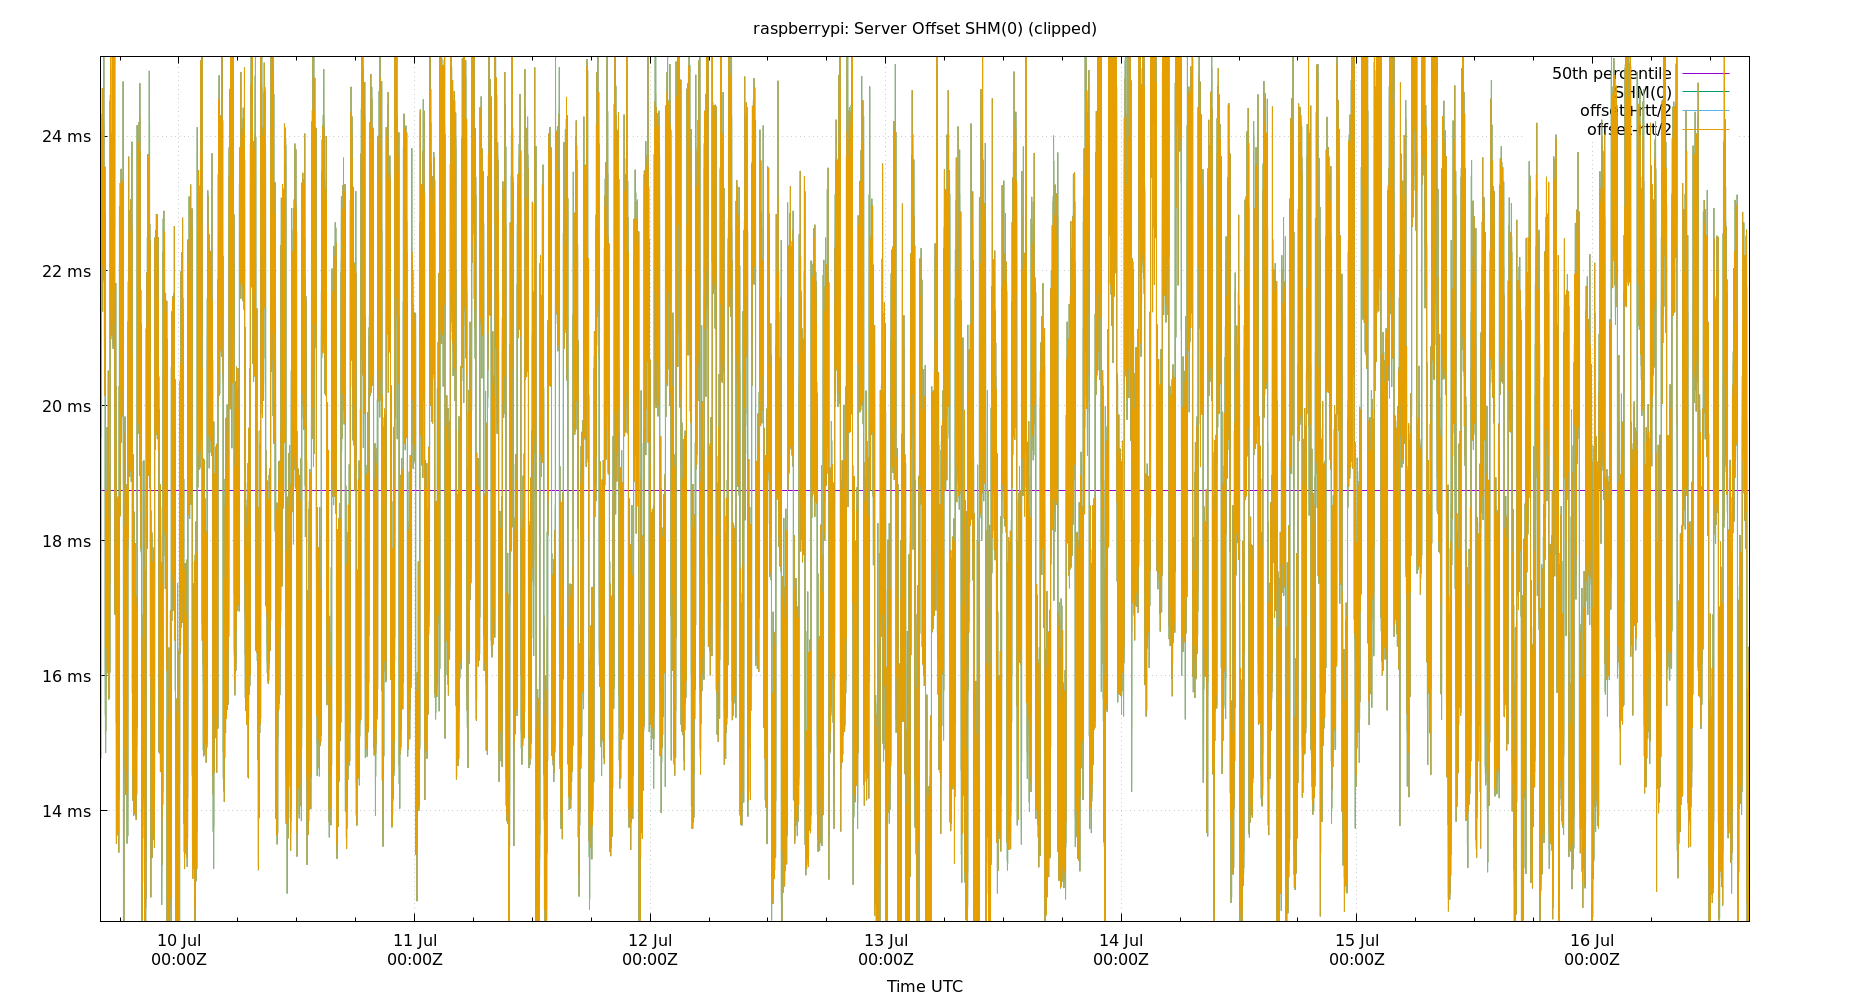 raspberrypi: Server Offset SHM(0) (clipped)
50th percentile
SHM(0)
offset+rtt/2
offset-rtt/2
24 ms
22 ms
20 ms
18 ms
16 ms
14 ms
10 Jul 11 Jul 12 Jul 13 Jul 14 Jul 15 Jul 16 Jul
00:00Z 00:00Z 00:00Z 00:00Z 00:00Z 00:00Z 00:00Z
Time UTC